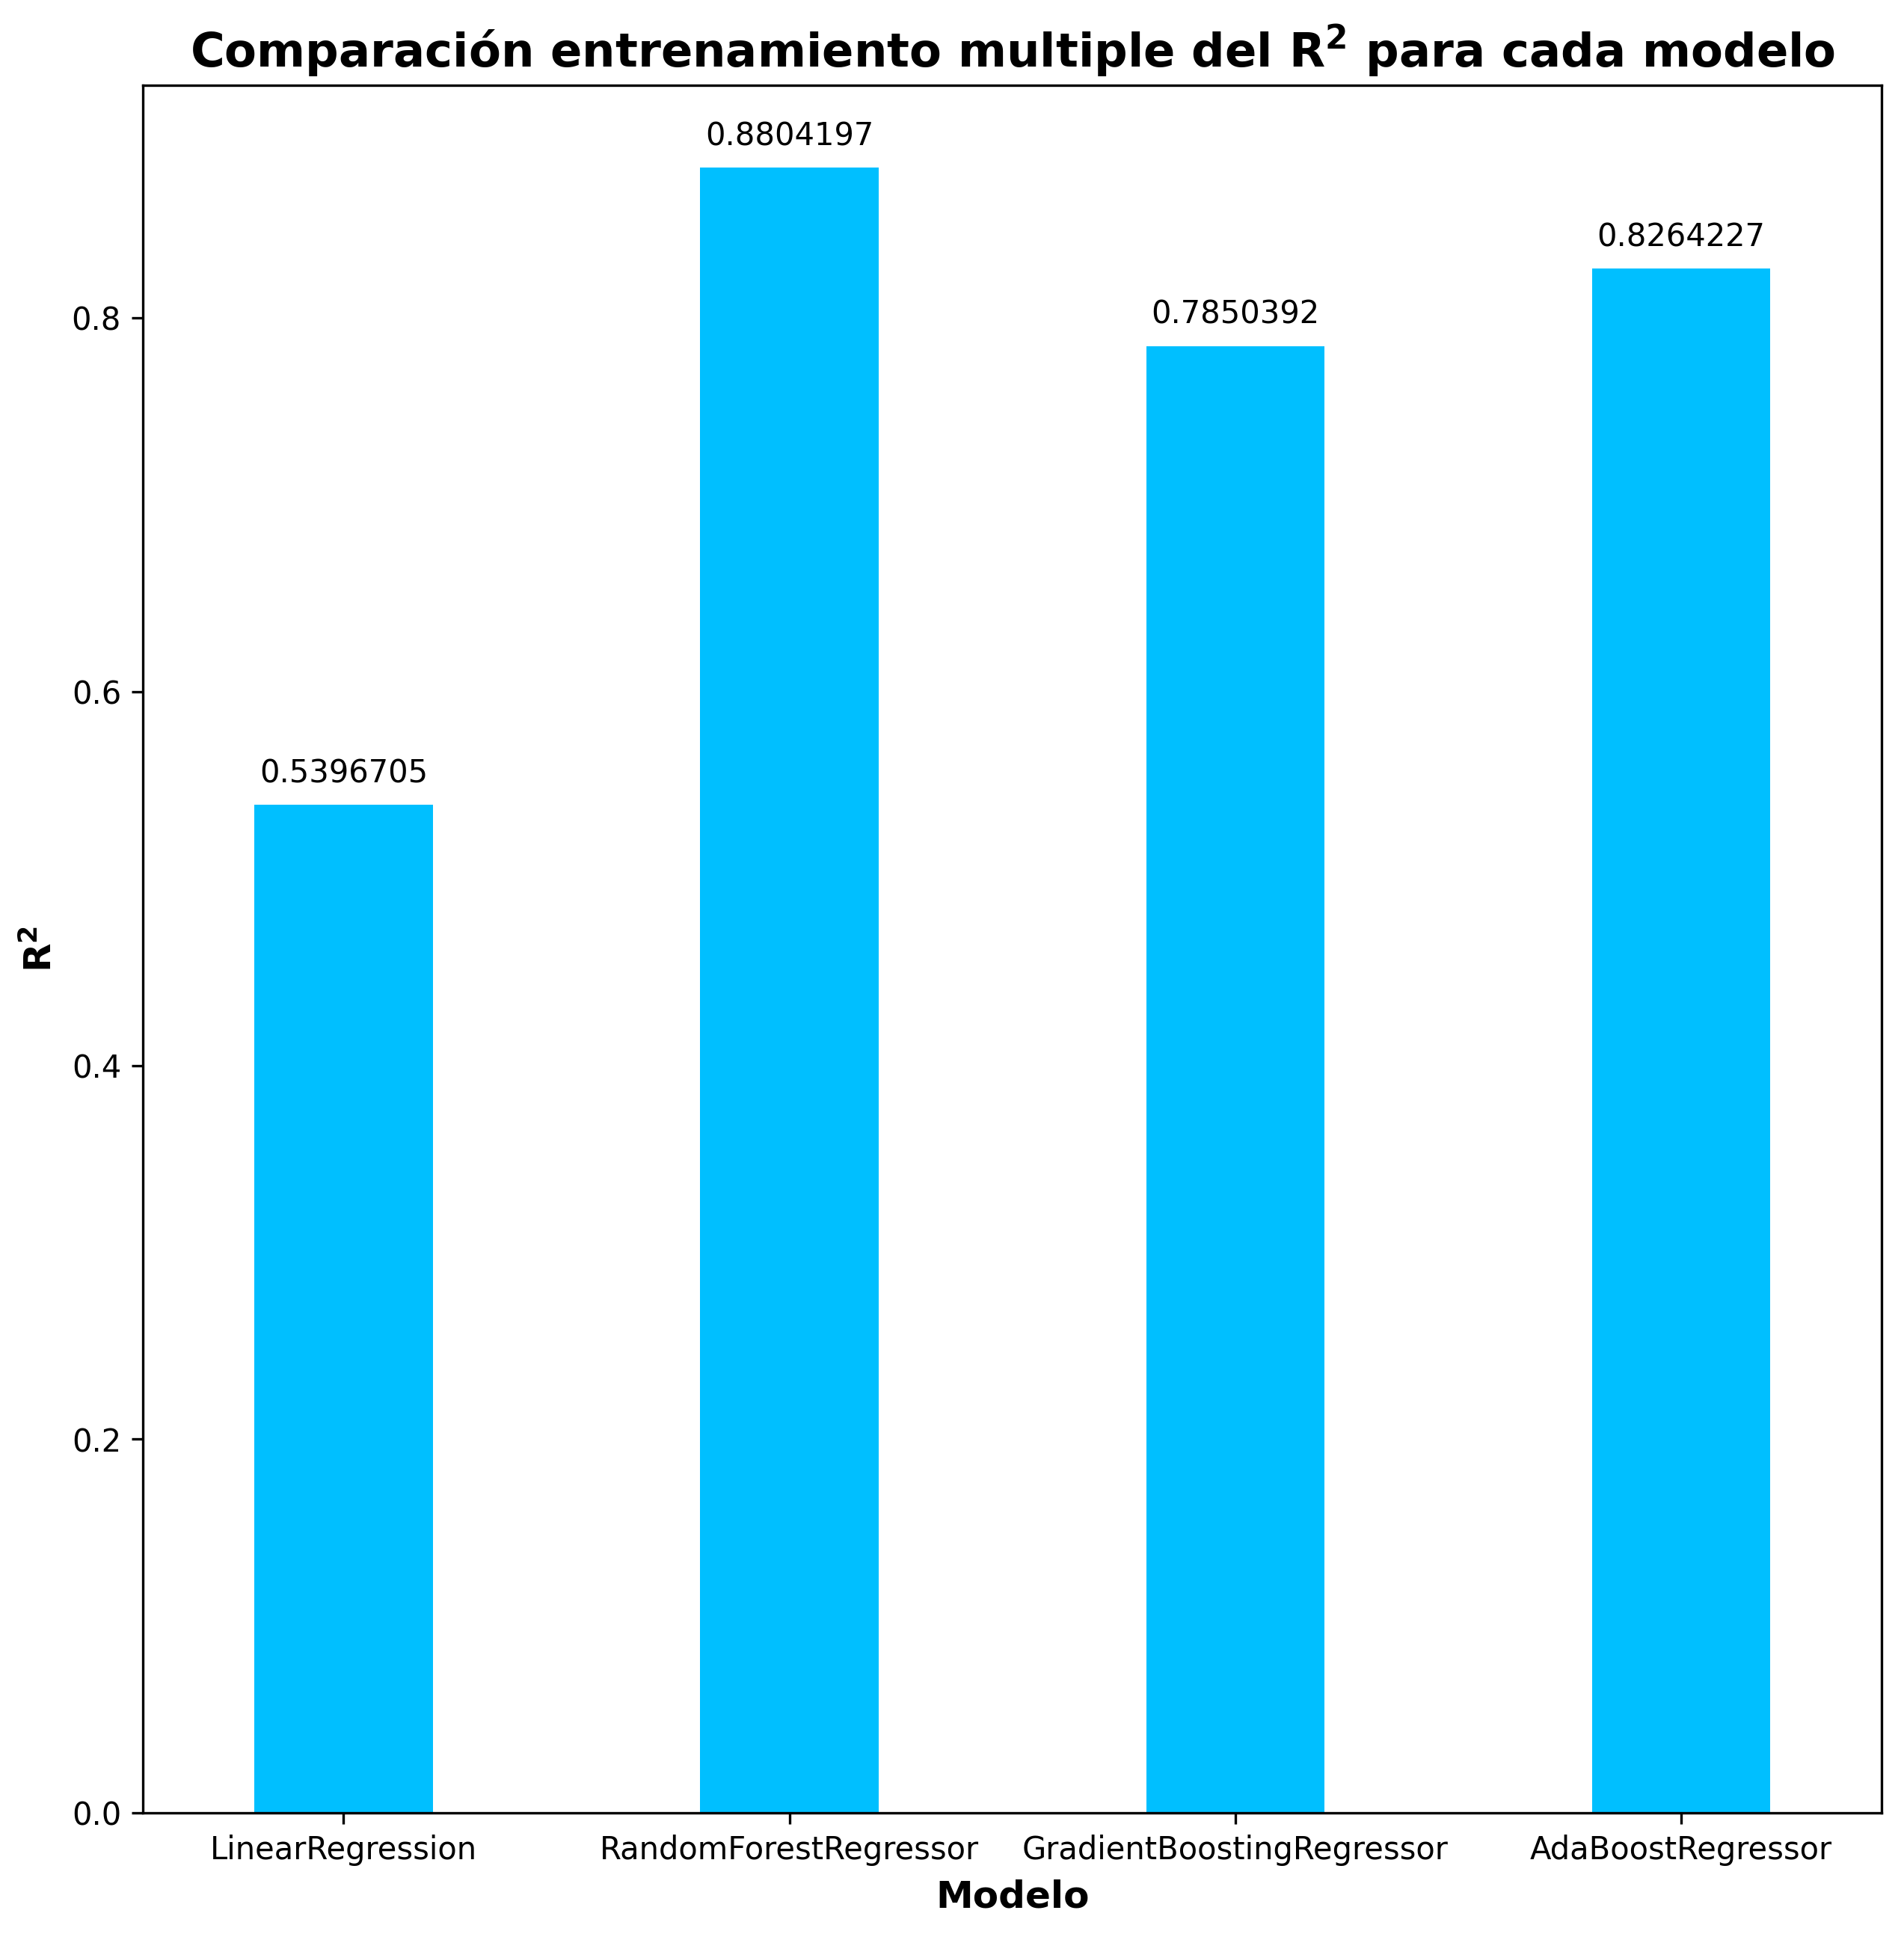 Comparación entrenamiento multiple del R² para cada modelo
0.8804197
0.8264227
0.7850392
0.5396705
0.8
0.6
0.4
0.2
0.0
R²
LinearRegression RandomForestRegressor GradientBoostingRegressor AdaBoostRegressor
Modelo